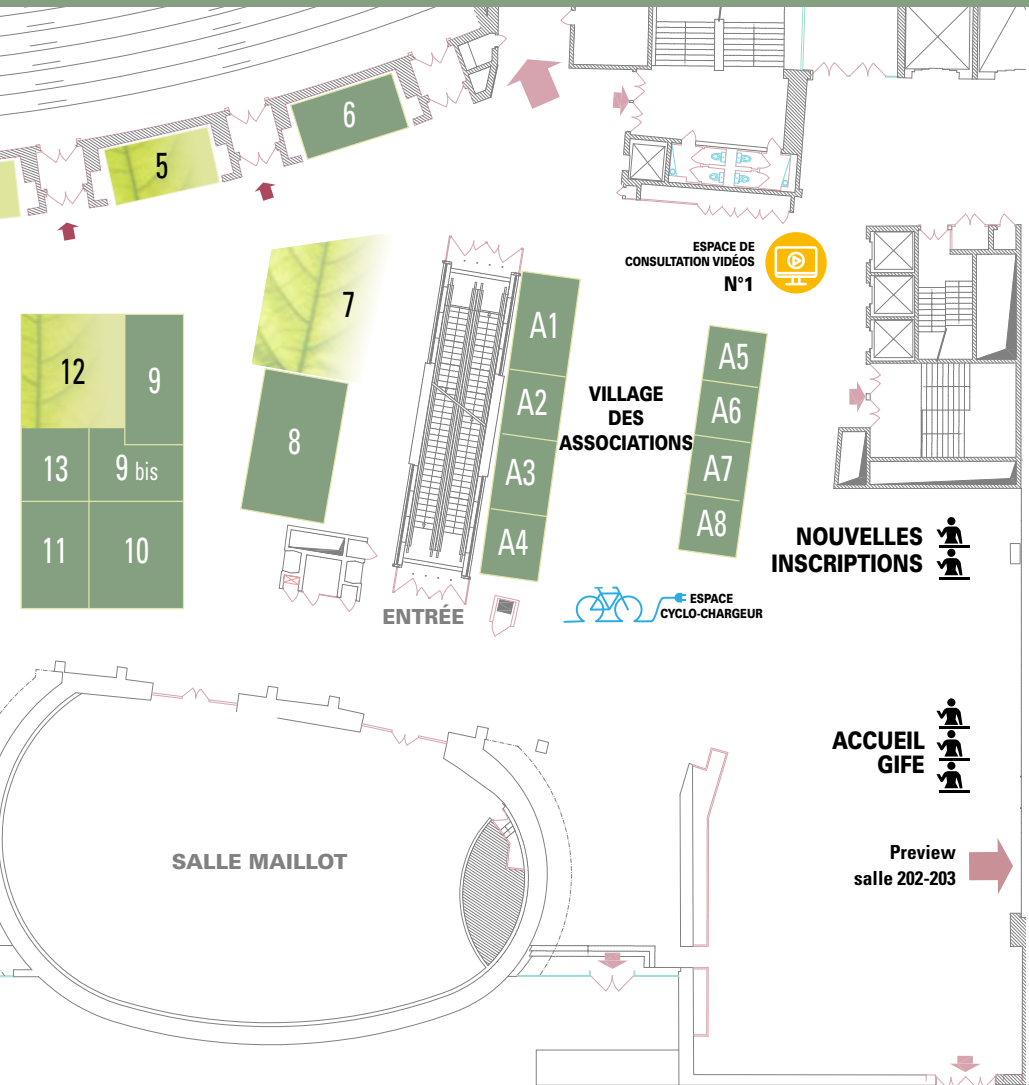 6
5
ESPACE DE
CONSULTATION VIDÉOS
N°1
7
A1
A5
12
9
VILLAGE
DES
ASSOCIATIONS
A2
A6
8
13
9 bis
A3
A7
11
10
A4
A8
NOUVELLES
INSCRIPTIONS
ENTRÉE
ESPACE
CYCLO-CHARGEUR
ACCUEIL
GIFE
SALLE MAILLOT
Preview
salle 202-203